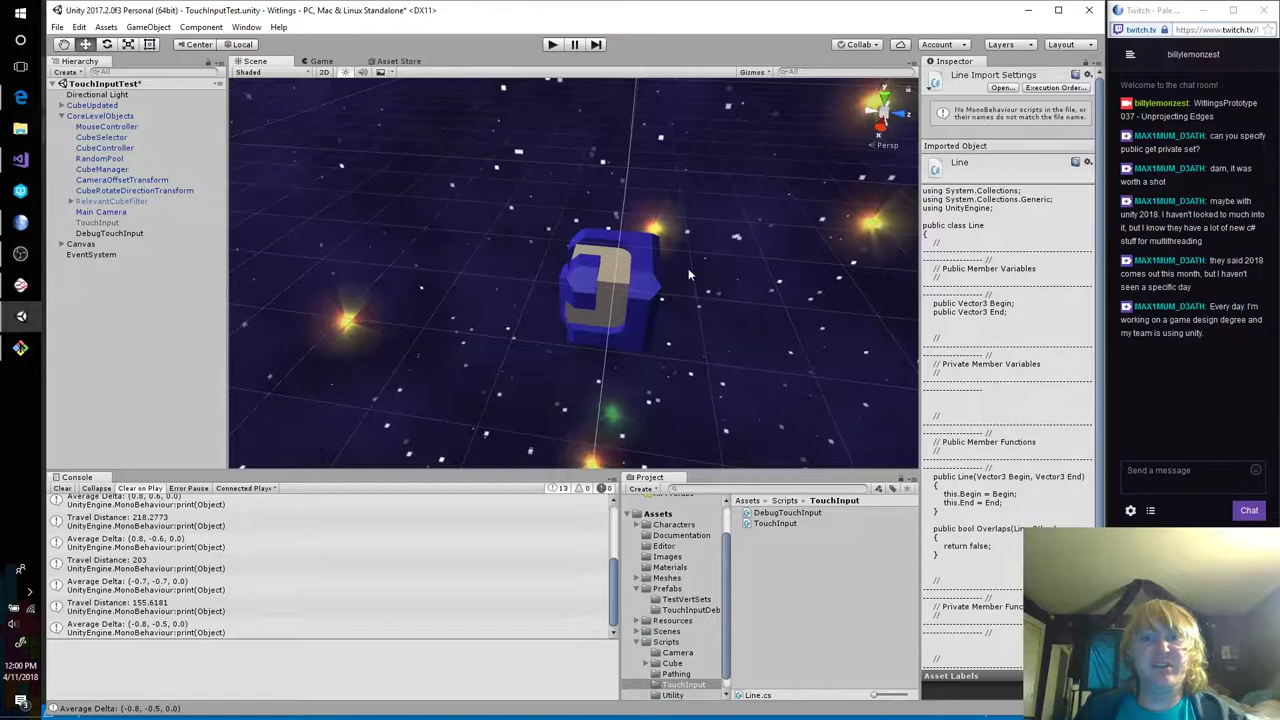 Unity 2017.2.0f3 Personal (64bit) - TouchInputTest.unity - Witlings - PC, Mac & Linux Standalone* <DX11>
File Edit Assets GameObject Component Window Help
Center Local
Collab Account Layers Layout
Hierarchy
Create All
TouchInputTest*
Directional Light
CubeUpdated
CoreLevelObjects
MouseController
CubeSelector
CubeController
RandomPool
CubeManager
CameraOffsetTransform
CubeRotateDirectionTransform
RelevantCubeFilter
Main Camera
TouchInput
DebugTouchInput
Canvas
EventSystem
Scene Game Asset Store
Shaded 2D Gizmos All
y
z
x
Persp
Inspector
Line Import Settings
Open... Execution Order...
No MonoBehaviour scripts in the file, or
their names do not match the file name.
Imported Object
Line
using System.Collections;
using System.Collections.Generic;
using UnityEngine;
public class Line
{
//
--------------- //
// Public Member Variables
//
---------------
public Vector3 Begin;
public Vector3 End;
//
--------------- //
// Private Member Variables
//
---------------
//
--------------- //
// Public Member Functions
//
--------------- //
public Line(Vector3 Begin, Vector3 End)
{
this.Begin = Begin;
this.End = End;
}
public bool Overlaps(Lin
{
return false;
}
//
--------------- //
// Private Member Func
//
---------------
//
Asset Labels
Console
Clear Collapse Clear on Play Error Pause Connected Player 13 0 0
Average Delta: (0.8, 0.6, 0.0)
UnityEngine.MonoBehaviour:print(Object)
Travel Distance: 218.2773
UnityEngine.MonoBehaviour:print(Object)
Average Delta: (0.8, -0.6, 0.0)
UnityEngine.MonoBehaviour:print(Object)
Travel Distance: 203
UnityEngine.MonoBehaviour:print(Object)
Average Delta: (-0.7, -0.7, 0.0)
UnityEngine.MonoBehaviour:print(Object)
Travel Distance: 155.6181
UnityEngine.MonoBehaviour:print(Object)
Average Delta: (-0.8, -0.5, 0.0)
UnityEngine.MonoBehaviour:print(Object)
Average Delta: (-0.8, -0.5, 0.0)
Project
Create
Assets
Characters
Documentation
Editor
Images
Materials
Meshes
Prefabs
TestVertSets
TouchInputDeb
Resources
Scenes
Scripts
Camera
Cube
Pathing
TouchInput
Utility
Assets Scripts TouchInput
DebugTouchInput
TouchInput
Line.cs
Twitch - Pale ...
twitch.tv https://www.twitch.tv/
billylemonzest
Welcome to the chat room!
billylemonzest: WitlingsPrototype
037 - Unprojecting Edges
MAX1MUM_D3ATH: can you specify
public get private set?
MAX1MUM_D3ATH: darn, it was
worth a shot
MAX1MUM_D3ATH: maybe with
unity 2018. I haven't looked to much into
it, but I know they have a lot of new c#
stuff for multithreading
MAX1MUM_D3ATH: they said 2018
comes out this month, but I haven't
seen a specific day
MAX1MUM_D3ATH: Every day. I'm
working on a game design degree and
my team is using unity.
Send a message
Chat
12:00 PM
4/11/2018